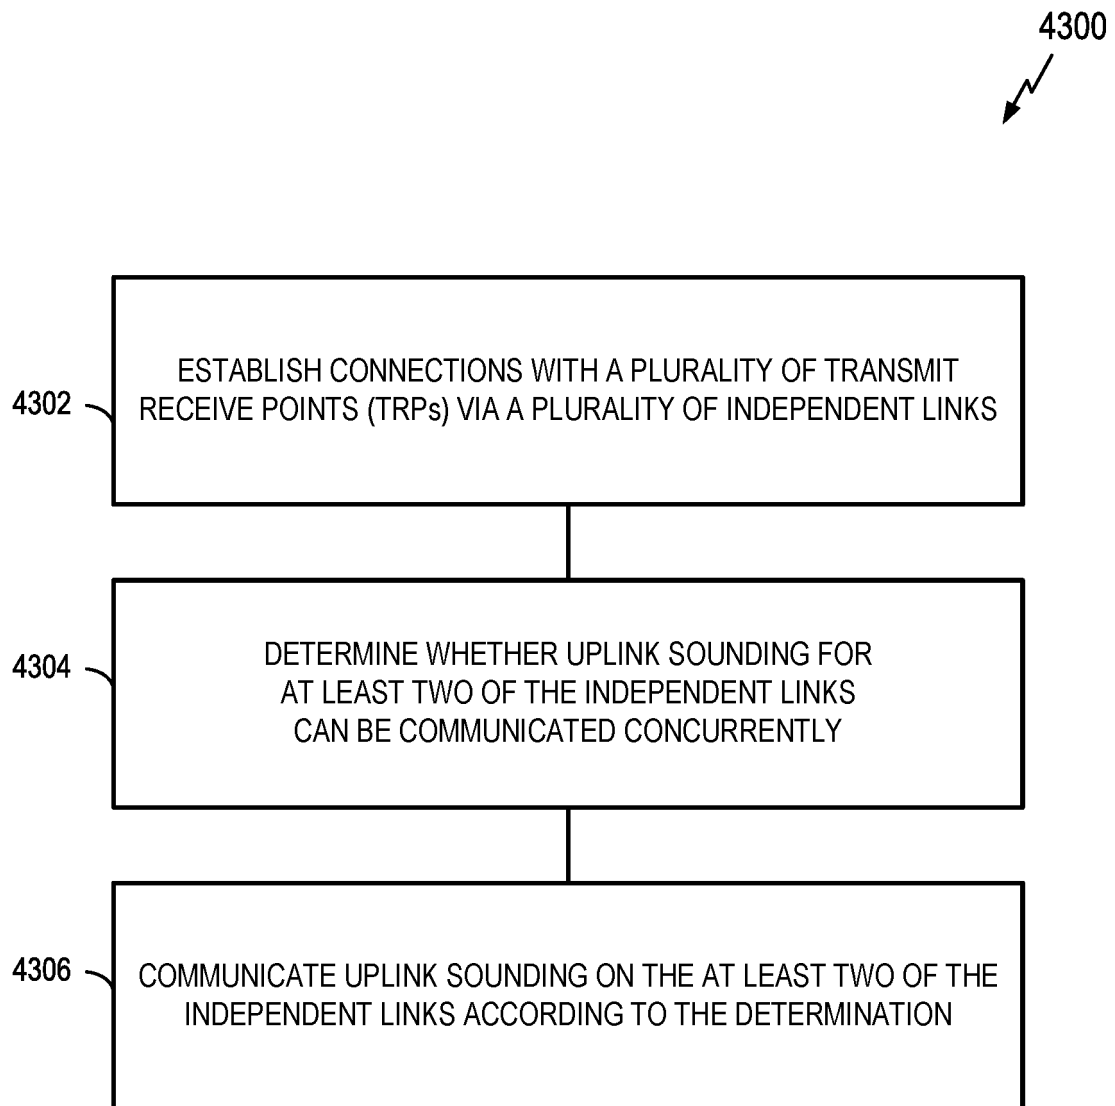 4300
4302
ESTABLISH CONNECTIONS WITH A PLURALITY OF TRANSMIT
RECEIVE POINTS (TRPs) VIA A PLURALITY OF INDEPENDENT LINKS
4304
DETERMINE WHETHER UPLINK SOUNDING FOR
AT LEAST TWO OF THE INDEPENDENT LINKS
CAN BE COMMUNICATED CONCURRENTLY
4306
COMMUNICATE UPLINK SOUNDING ON THE AT LEAST TWO OF THE
INDEPENDENT LINKS ACCORDING TO THE DETERMINATION